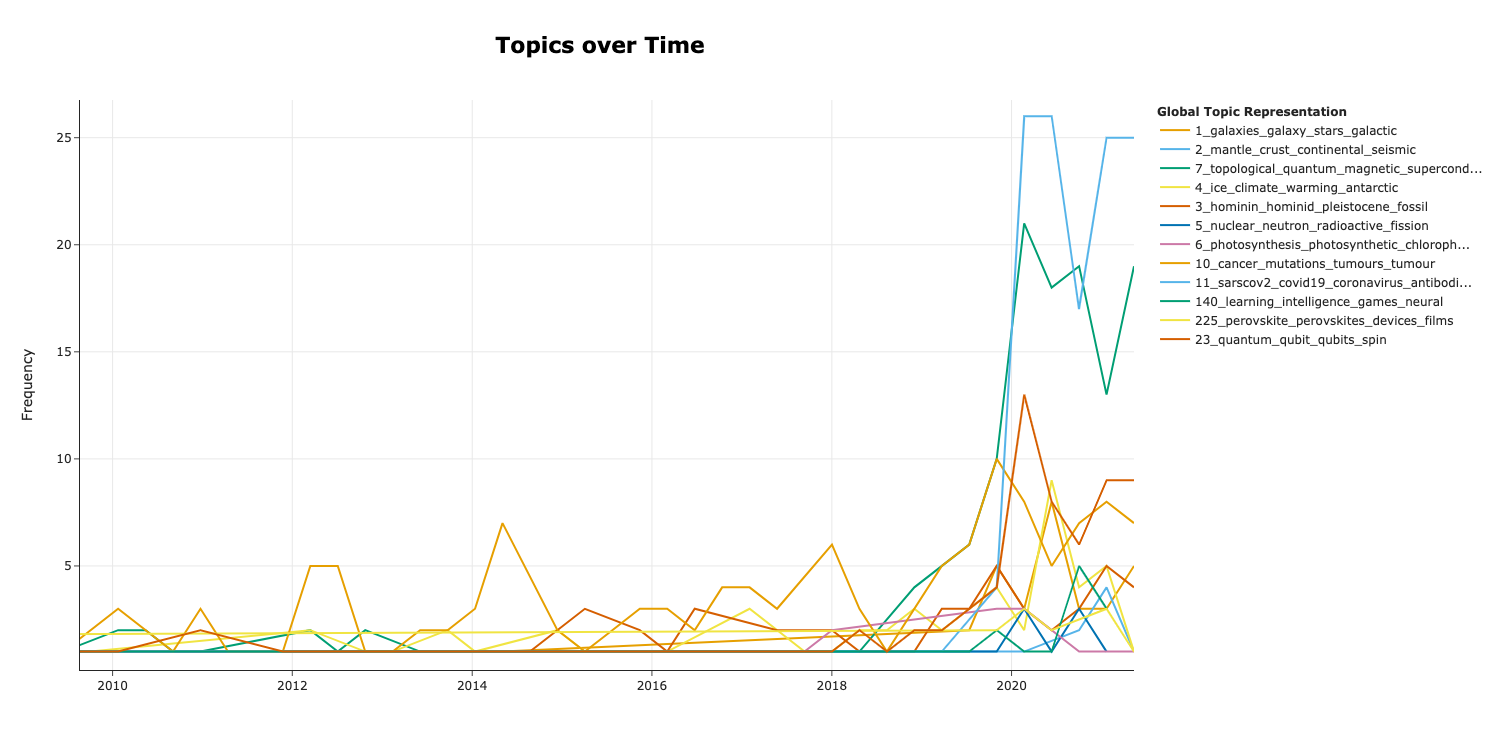 Topics over Time
Global Topic Representation
1_galaxies_galaxy_stars_galactic
2_mantle_crust_continental_seismic
7_topological_quantum_magnetic_supercond...
4_ice_climate_warming_antarctic
3_hominin_hominid_pleistocene_fossil
5_nuclear_neutron_radioactive_fission
6_photosynthesis_photosynthetic_chloroph...
10_cancer_mutations_tumours_tumour
11_sarscov2_covid19_coronavirus_antibodi...
140_learning_intelligence_games_neural
225_perovskite_perovskites_devices_films
23_quantum_qubit_qubits_spin
25
20
15
10
5
Frequency
2010 2012 2014 2016 2018 2020